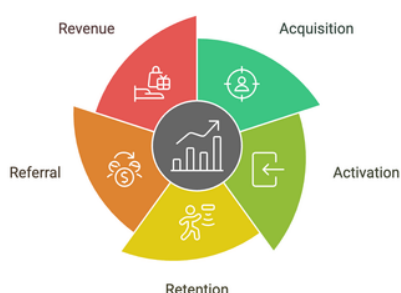 Revenue
Acquisition
Referral
Activation
Retention